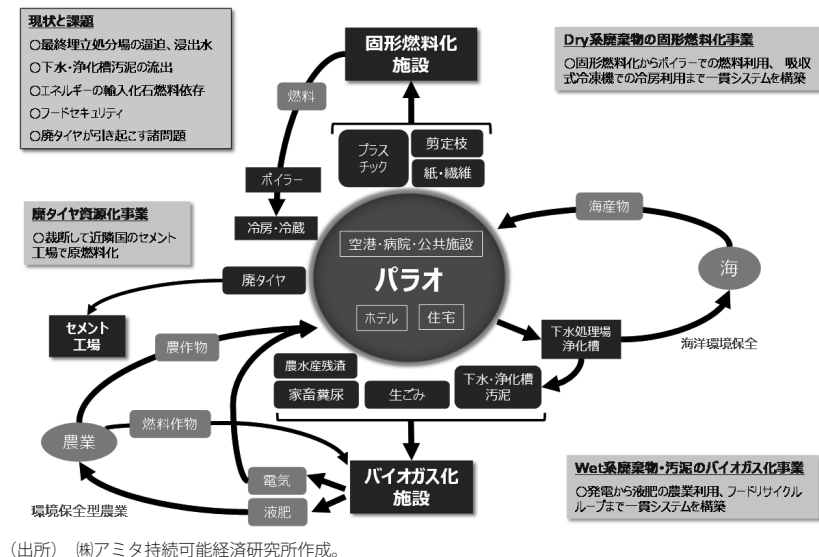 現状と課題
○最終埋立処分場の逼迫、浸出水
○下水・浄化槽汚泥の流出
○エネルギーの輸入化石燃料依存
○フードセキュリティ
○廃タイヤが引き起こす諸問題
固形燃料化
施設
Dry系廃棄物の固形燃料化事業
○固形燃料化からボイラーでの燃料利用、 吸収
式冷凍機での冷房利用まで一貫システムを構築
燃料
プラス
チック
剪定枝
紙・繊維
ボイラー
冷房・冷蔵
廃タイヤ資源化事業
○裁断して近隣国のセメント
工場で原燃料化
海産物
空港・病院・公共施設
パラオ
ホテル
住宅
海
廃タイヤ
セメント
工場
下水処理場
浄化槽
海洋環境保全
農作物
農水産残渣
家畜糞尿
生ごみ
下水・浄化槽
汚泥
燃料作物
農業
バイオガス化
施設
電気
液肥
環境保全型農業
Wet系廃棄物・汚泥のバイオガス化事業
○発電から液肥の農業利用、フードリサイクル
ループまで一貫システムを構築
（出所） ㈱アミタ持続可能経済研究所作成。